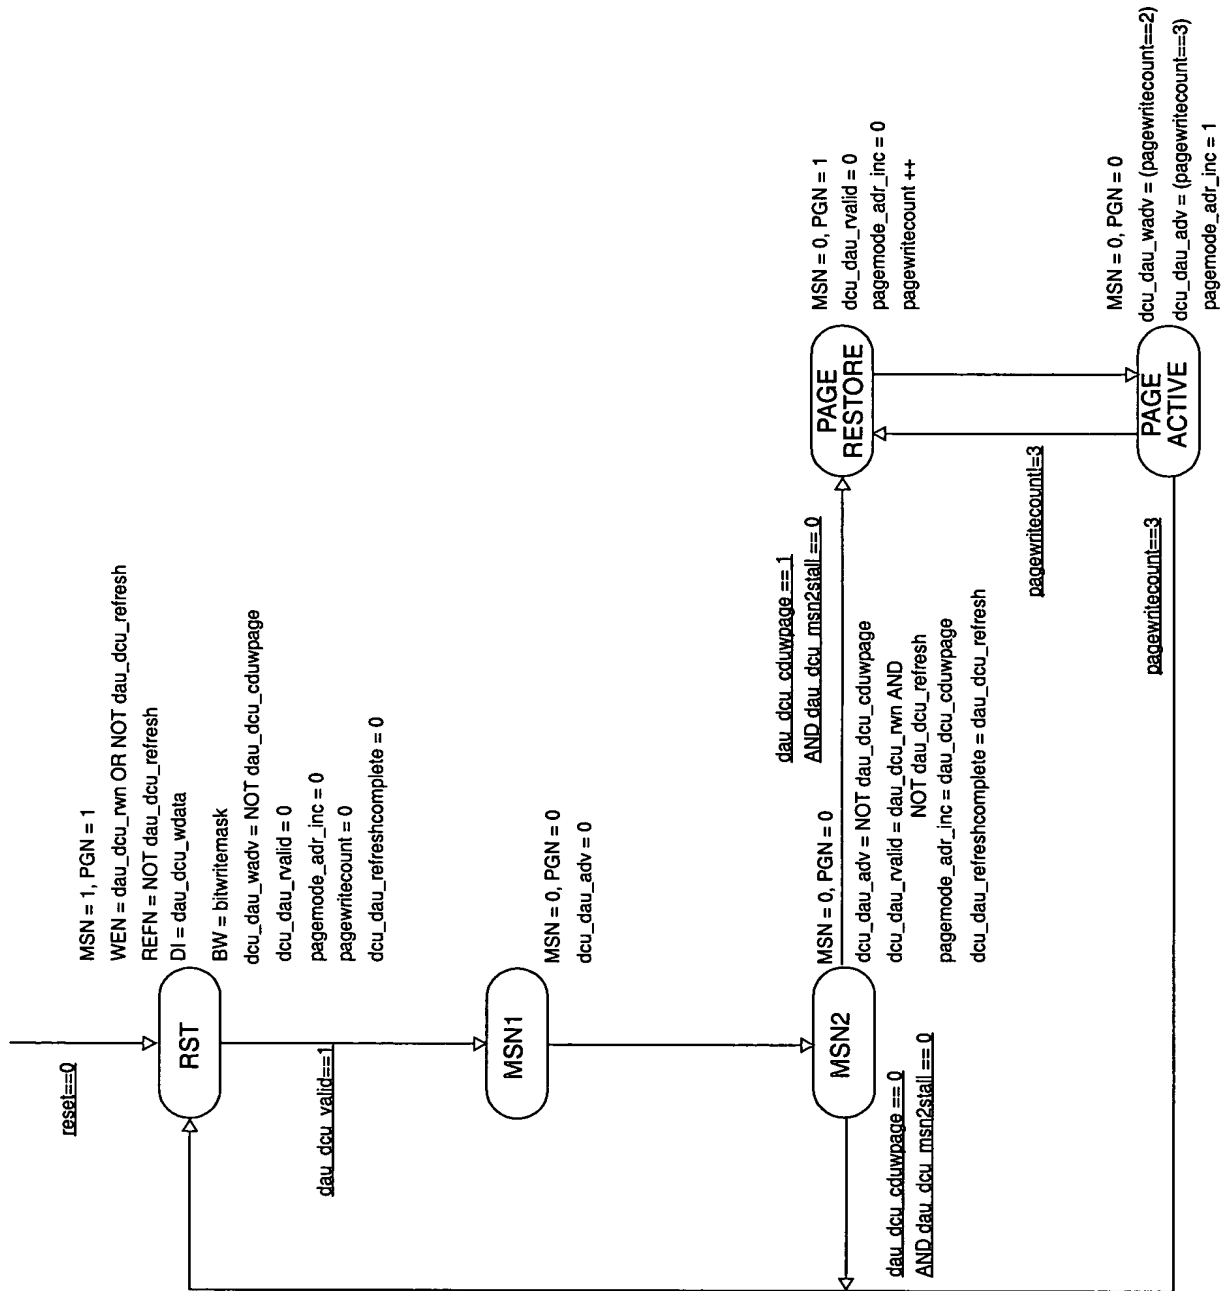 reset==0
RST
MSN = 1, PGN = 1
WEN = dau_dcu_rwn OR NOT dau_dcu_refresh
REFN = NOT dau_dcu_refresh
DI = dau_dcu_wdata
BW = bitwritemask
dcu_dau_wadv = NOT dau_dcu_cduwpage
dcu_dau_rvalid = 0
pagemode_adr_inc = 0
pagewritecount = 0
dcu_dau_refreshcomplete = 0
dau_dcu_valid==1
MSN1
MSN = 0, PGN = 0
dcu_dau_adv = 0
MSN2
MSN = 0, PGN = 0
dcu_dau_adv = NOT dau_dcu_cduwpage
dcu_dau_rvalid = dau_dcu_rwn AND
NOT dau_dcu_refresh
pagemode_adr_inc = dau_dcu_cduwpage
dcu_dau_refreshcomplete = dau_dcu_refresh
dau_dcu_cduwpage == 0
AND dau_dcu_msn2stall == 0
dau_dcu_cduwpage == 1
AND dau_dcu_msn2stall == 0
PAGE
RESTORE
MSN = 0, PGN = 1
dcu_dau_rvalid = 0
pagemode_adr_inc = 0
pagewritecount ++
pagewritecount!=3
pagewritecount==3
PAGE
ACTIVE
MSN = 0, PGN = 0
dcu_dau_wadv = (pagewritecount==2)
dcu_dau_adv = (pagewritecount==3)
pagemode_adr_inc = 1